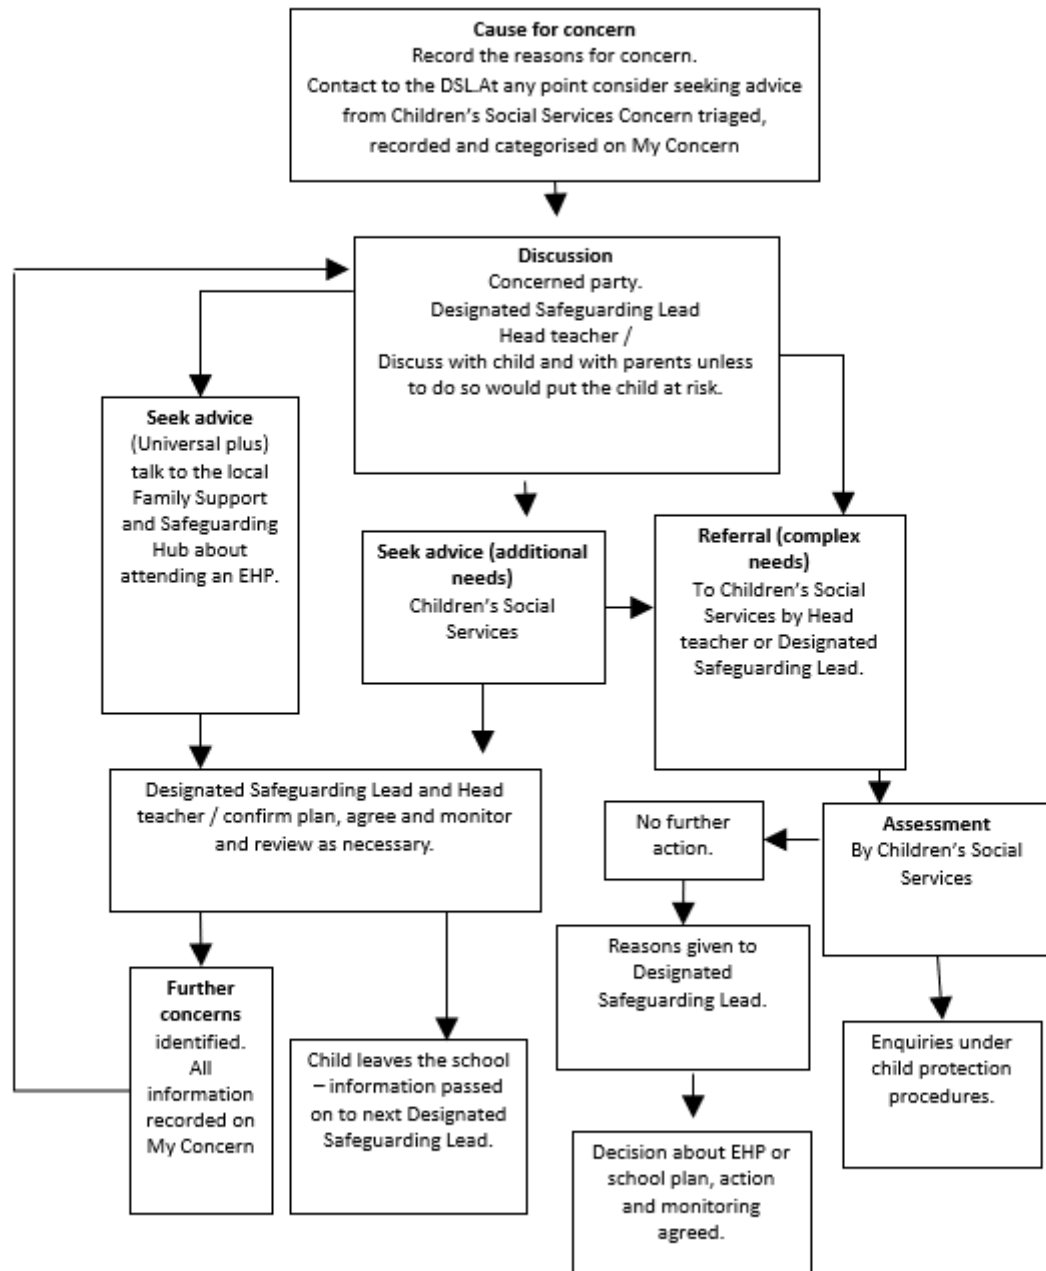 Cause for concern
Record the reasons for concern.
Contact to the DSL.At any point consider seeking advice
from Children's Social Services Concern triaged,
recorded and categorised on My Concern
Discussion
Concerned party.
Designated Safeguarding Lead
Head teacher /
Discuss with child and with parents unless
to do so would put the child at risk.
Seek advice
(Universal plus)
talk to the local
Family Support
and Safeguarding
Hub about
attending an EHP.
Seek advice (additional
needs)
Children's Social
Services
Referral (complex
needs)
To Children's Social
Services by Head
teacher or Designated
Safeguarding Lead.
Designated Safeguarding Lead and Head
teacher / confirm plan, agree and monitor
and review as necessary.
No further
action.
Assessment
By Children's Social
Services
Further
concerns
identified.
All
information
recorded on
My Concern
Child leaves the school
– information passed
on to next Designated
Safeguarding Lead.
Reasons given to
Designated
Safeguarding Lead.
Enquiries under
child protection
procedures.
Decision about EHP or
school plan, action
and monitoring
agreed.